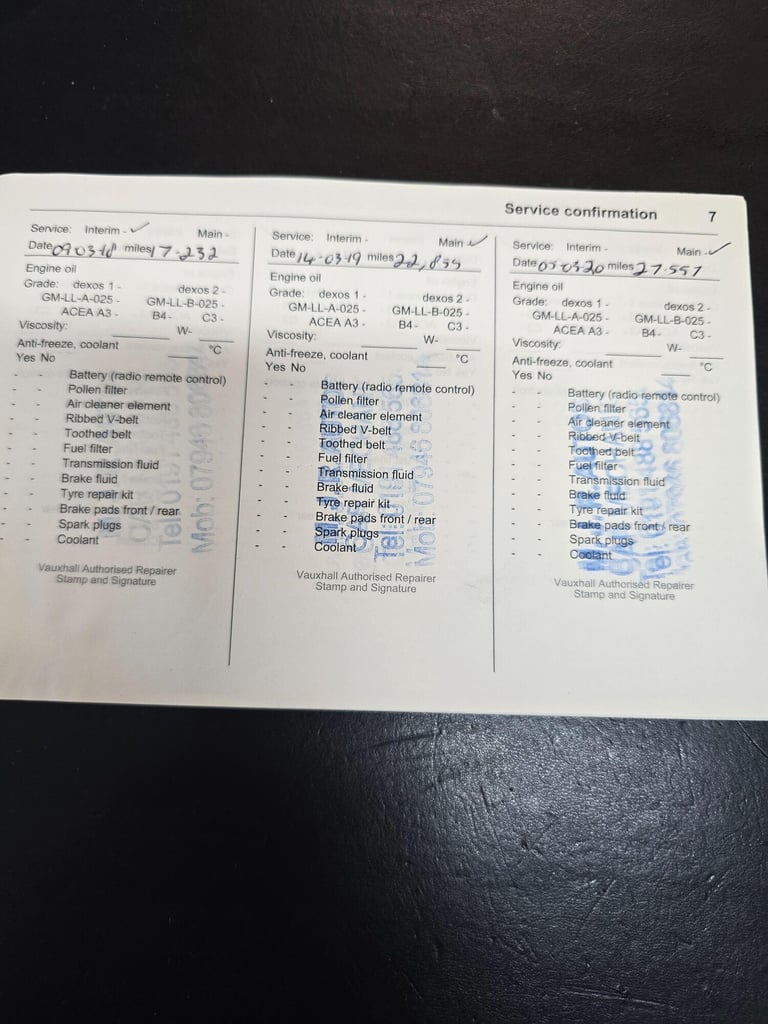 Service confirmation 7
Service: Interim - ✓ Main -
Date 09 03 18 miles 17-232
Engine oil
Grade: dexos 1 - dexos 2 -
GM-LL-A-025 - GM-LL-B-025 -
ACEA A3 - B4 - C3 -
Viscosity: W-
Anti-freeze, coolant °C
Yes No
- - Battery (radio remote control)
- - Pollen filter
- - Air cleaner element
- - Ribbed V-belt
- - Toothed belt
- - Fuel filter
- - Transmission fluid
- - Brake fluid
- - Tyre repair kit
- - Brake pads front / rear
- - Spark plugs
- - Coolant
Vauxhall Authorised Repairer
Stamp and Signature
Service: Interim - Main - ✓
Date 14-03-19 miles 22,855
Engine oil
Grade: dexos 1 - dexos 2 -
GM-LL-A-025 - GM-LL-B-025 -
ACEA A3 - B4 - C3 -
Viscosity: W-
Anti-freeze, coolant °C
Yes No
- - Battery (radio remote control)
- - Pollen filter
- - Air cleaner element
- - Ribbed V-belt
- - Toothed belt
- - Fuel filter
- - Transmission fluid
- - Brake fluid
- - Tyre repair kit
- - Brake pads front / rear
- - Spark plugs
- - Coolant
Vauxhall Authorised Repairer
Stamp and Signature
Service: Interim - Main - ✓
Date 05 03 20 miles 27-557
Engine oil
Grade: dexos 1 - dexos 2 -
GM-LL-A-025 - GM-LL-B-025 -
ACEA A3 - B4 - C3 -
Viscosity: W-
Anti-freeze, coolant °C
Yes No
- - Battery (radio remote control)
- - Pollen filter
- - Air cleaner element
- - Ribbed V-belt
- - Toothed belt
- - Fuel filter
- - Transmission fluid
- - Brake fluid
- - Tyre repair kit
- - Brake pads front / rear
- - Spark plugs
- - Coolant
Vauxhall Authorised Repairer
Stamp and Signature